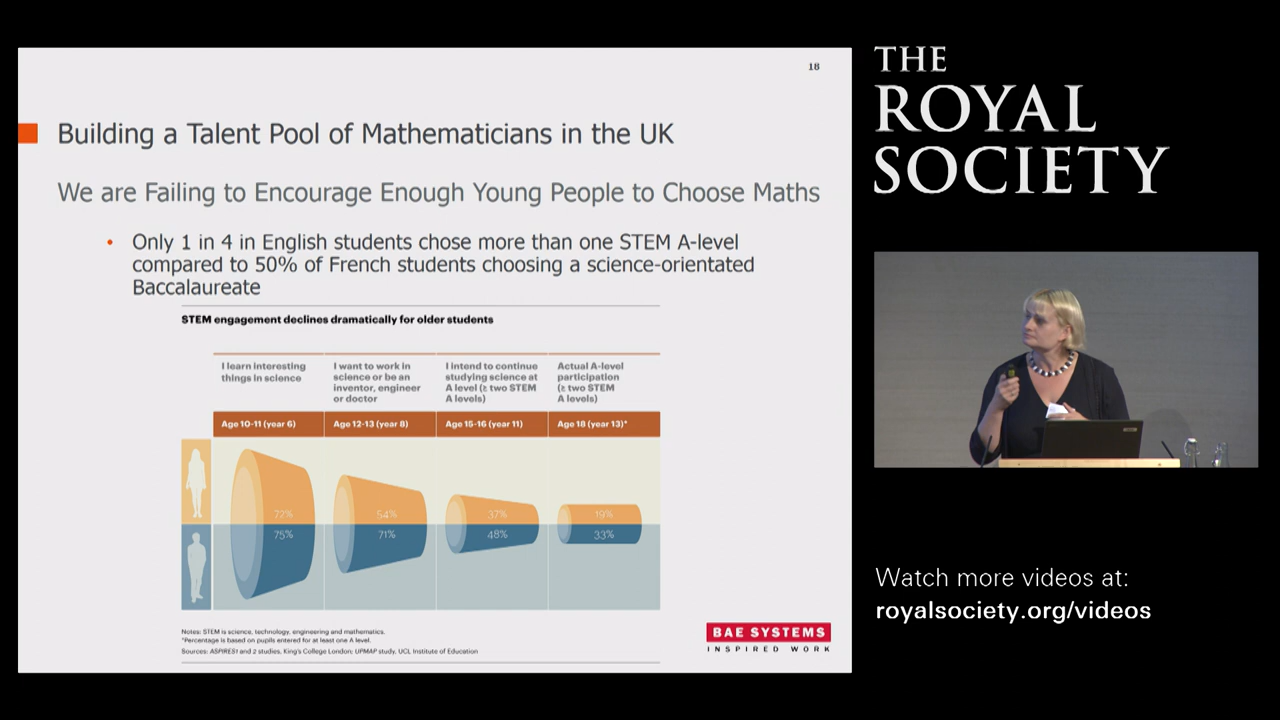 18
Building a Talent Pool of Mathematicians in the UK
We are Failing to Encourage Enough Young People to Choose Maths
• Only 1 in 4 in English students chose more than one STEM A-level
compared to 50% of French students choosing a science-orientated
Baccalaureate
STEM engagement declines dramatically for older students
I learn interesting
things in science
I want to work in
science or be an
inventor, engineer
or doctor
I intend to continue
studying science at
A level (≥ two STEM
A levels)
Actual A-level
participation
(≥ two STEM
A levels)
Age 10-11 (year 6)
Age 12-13 (year 8)
Age 15-16 (year 11)
Age 18 (year 13)*
72%
54%
37%
19%
75%
71%
48%
33%
Notes: STEM is science, technology, engineering and mathematics.
*Percentage is based on pupils entered for at least one A level.
Sources: ASPIRES1 and 2 studies, King's College London; UPMAP study, UCL Institute of Education
BAE SYSTEMS
INSPIRED WORK
THE
ROYAL
SOCIETY
Watch more videos at:
royalsociety.org/videos